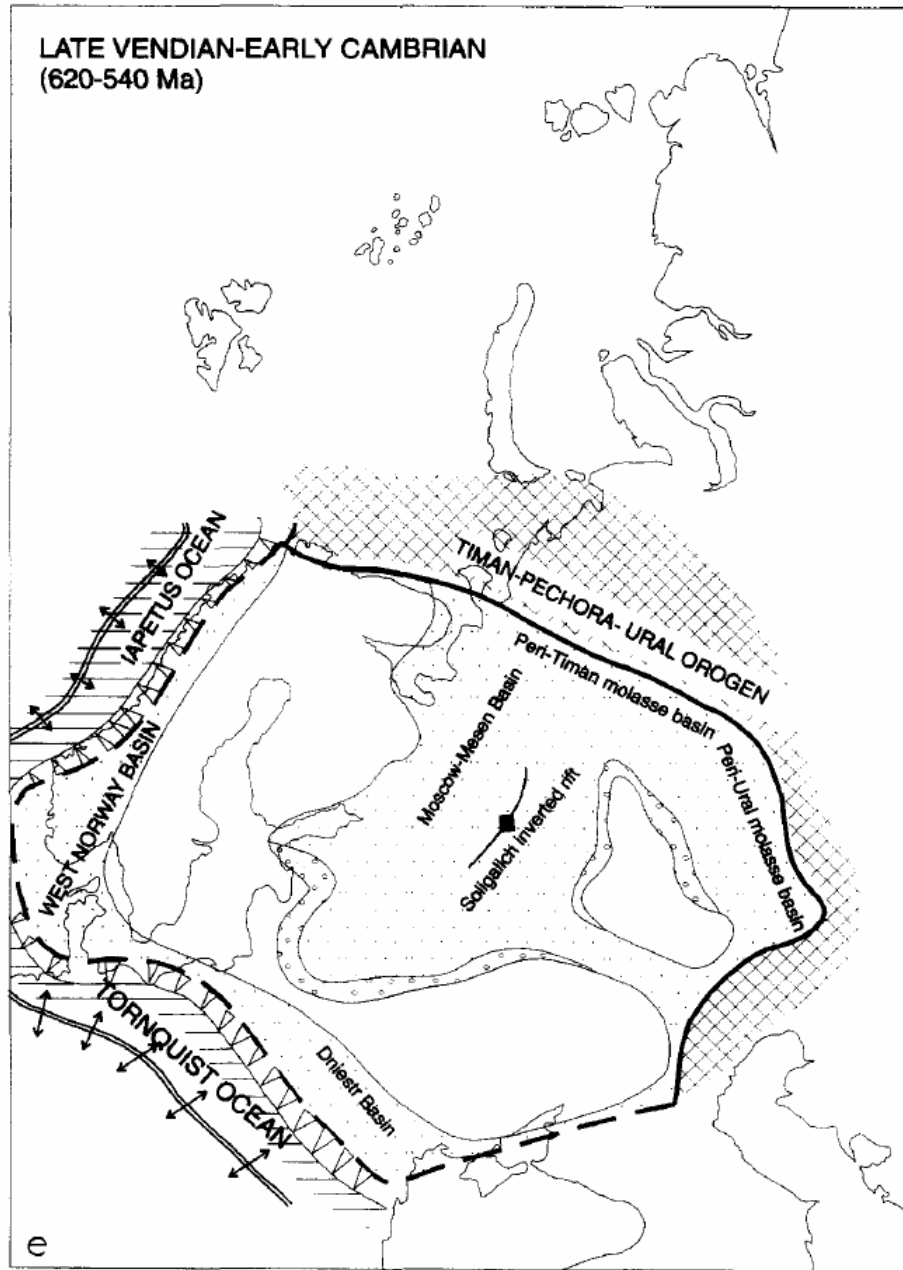 LATE VENDIAN-EARLY CAMBRIAN
(620-540 Ma)
IAPETUS OCEAN
TIMAN-PECHORA- URAL OROGEN
Peri-Timan molasse basin
Moscow-Mesen Basin
WEST NORWAY BASIN
Soligalich inverted rift
Peri-Ural molasse basin
TORNQUIST OCEAN
Dniestr Basin
e